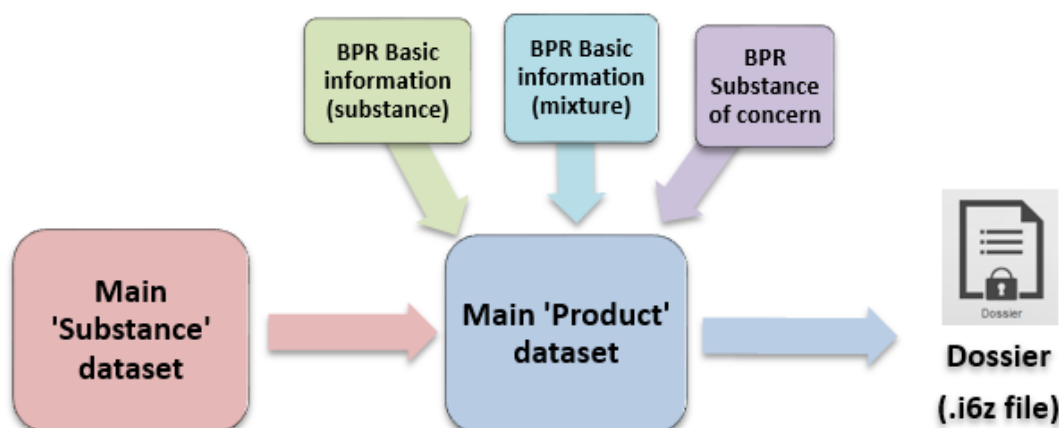 BPR Basic
information
(substance)
BPR Basic
information
(mixture)
BPR
Substance
of concern
Main
'Substance'
dataset
Main 'Product'
dataset
Dossier
Dossier
(.i6z file)